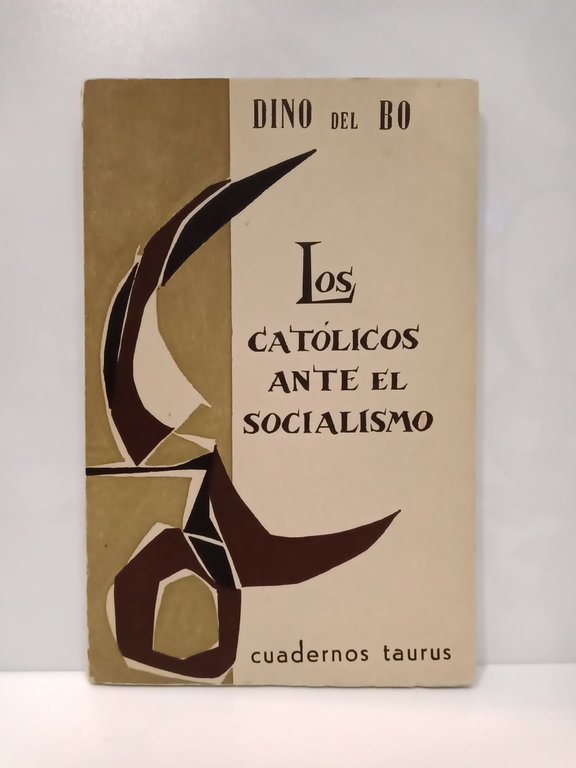 DINO DEL BO
Los
CATÓLICOS
ANTE EL
SOCIALISMO
cuadernos taurus